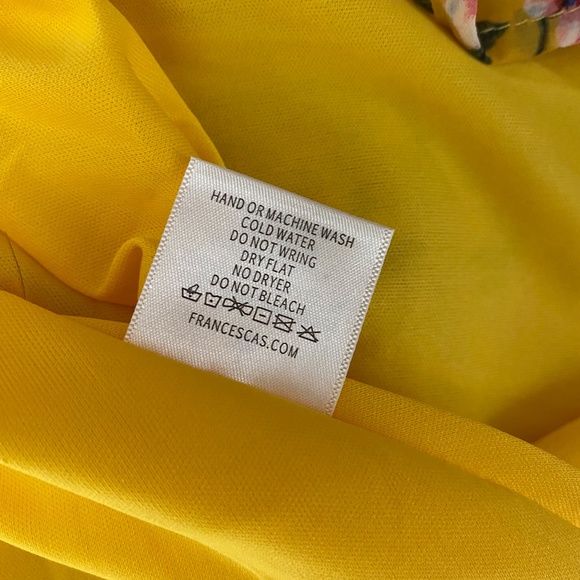 HAND OR MACHINE WASH
COLD WATER
DO NOT WRING
DRY FLAT
NO DRYER
DO NOT BLEACH
FRANCESCAS.COM